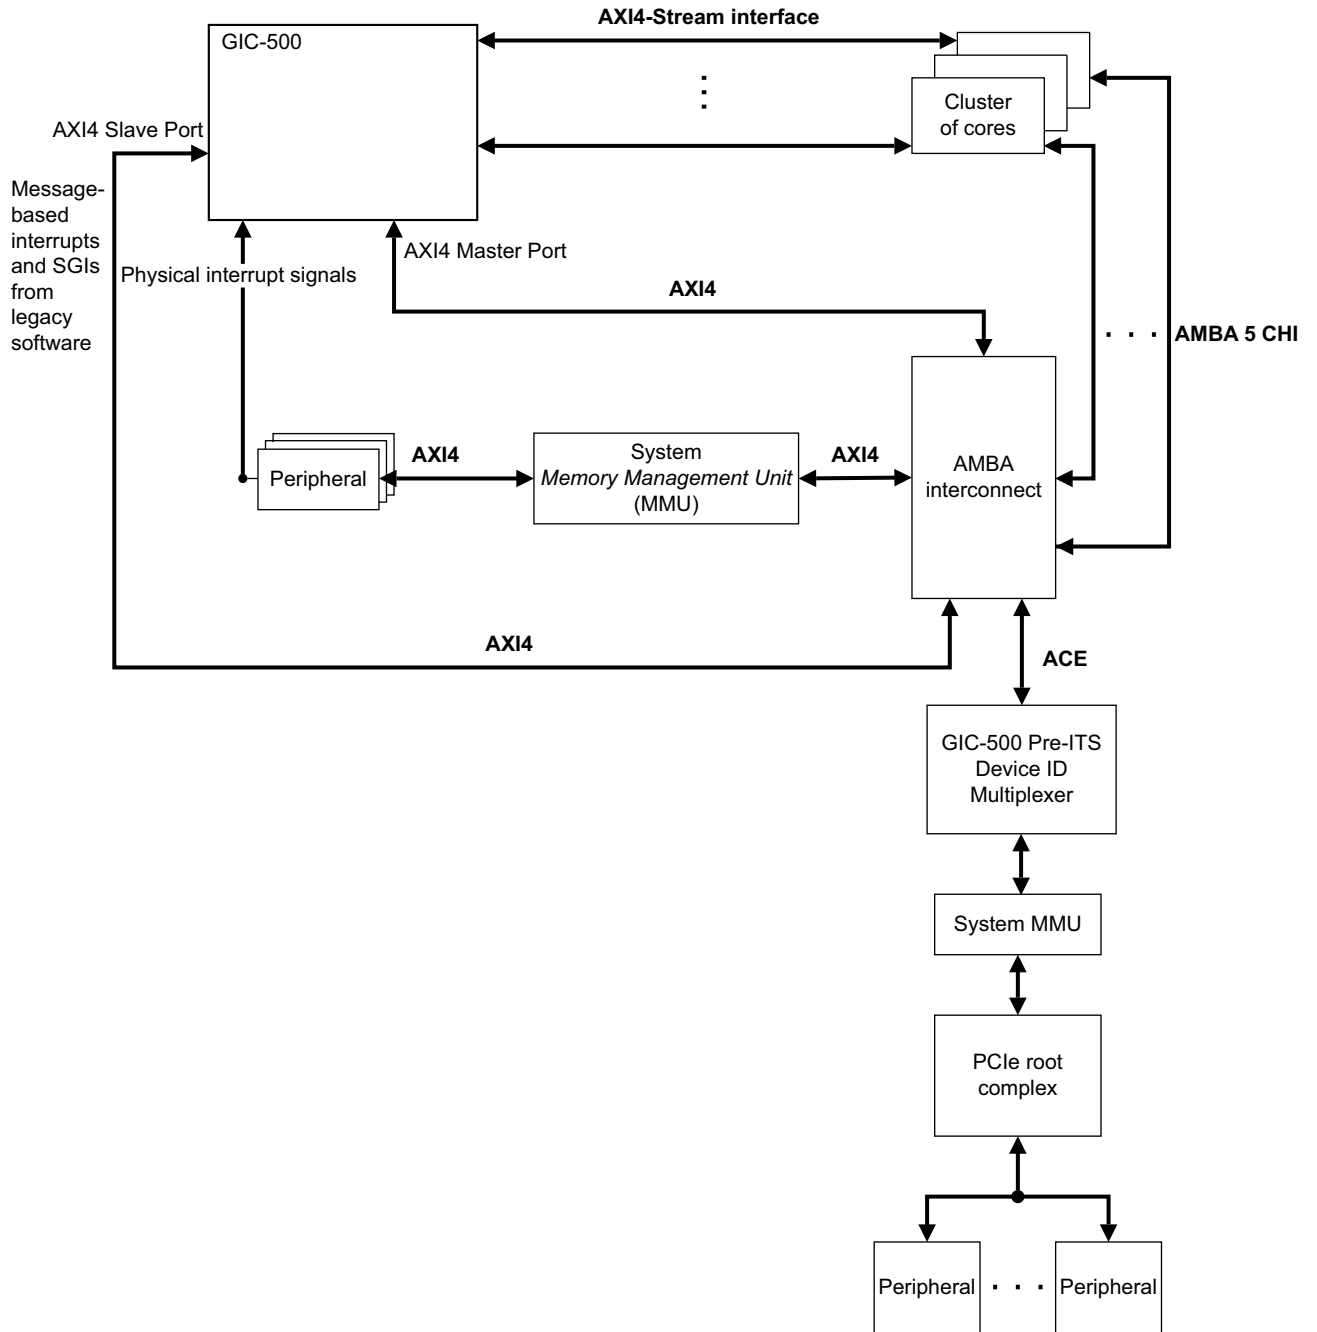 AXI4-Stream interface
GIC-500
Cluster
of cores
AXI4 Slave Port
Message-
based
interrupts
and SGIs
from
legacy
software
Physical interrupt signals
AXI4 Master Port
AXI4
AMBA 5 CHI
Peripheral
AXI4
System
Memory Management Unit
(MMU)
AXI4
AMBA
interconnect
AXI4
ACE
GIC-500 Pre-ITS
Device ID
Multiplexer
System MMU
PCIe root
complex
Peripheral
Peripheral